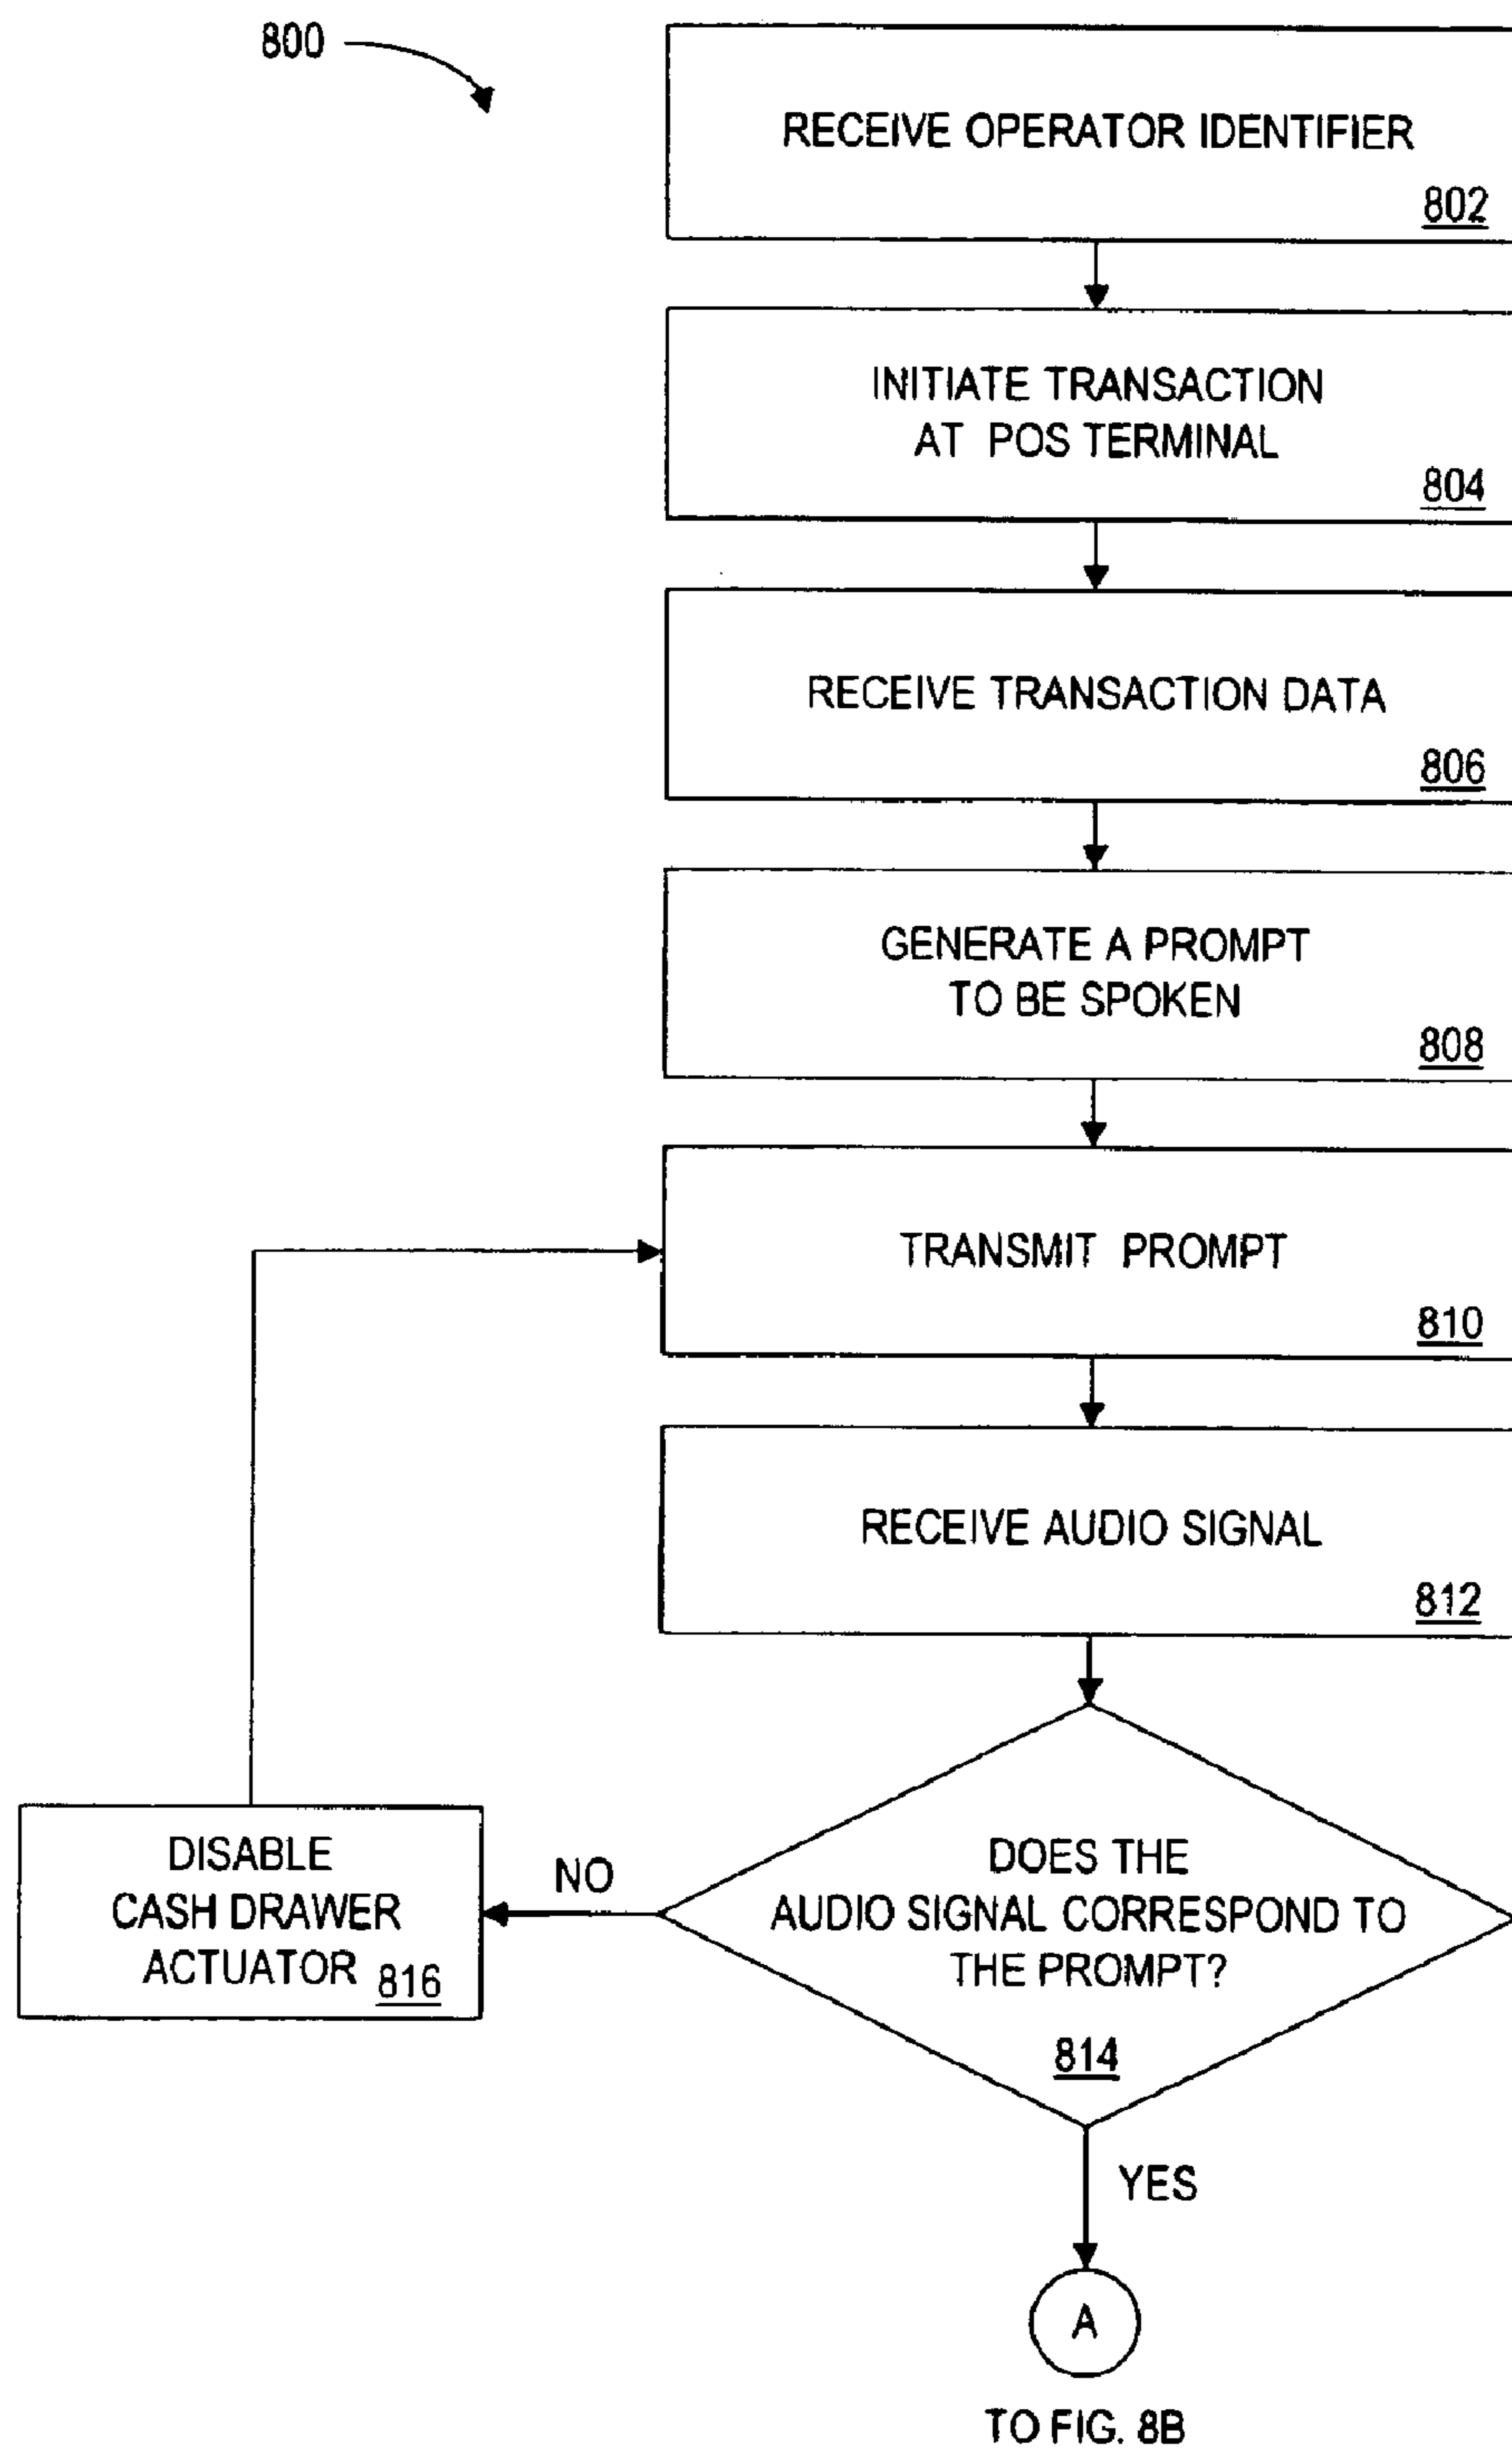 800
RECEIVE OPERATOR IDENTIFIER
802
INITIATE TRANSACTION
AT POS TERMINAL
804
RECEIVE TRANSACTION DATA
806
GENERATE A PROMPT
TO BE SPOKEN
808
TRANSMIT PROMPT
810
RECEIVE AUDIO SIGNAL
812
DOES THE
AUDIO SIGNAL CORRESPOND TO
THE PROMPT?
814
NO
DISABLE
CASH DRAWER
ACTUATOR 816
YES
A
TO FIG. 8B